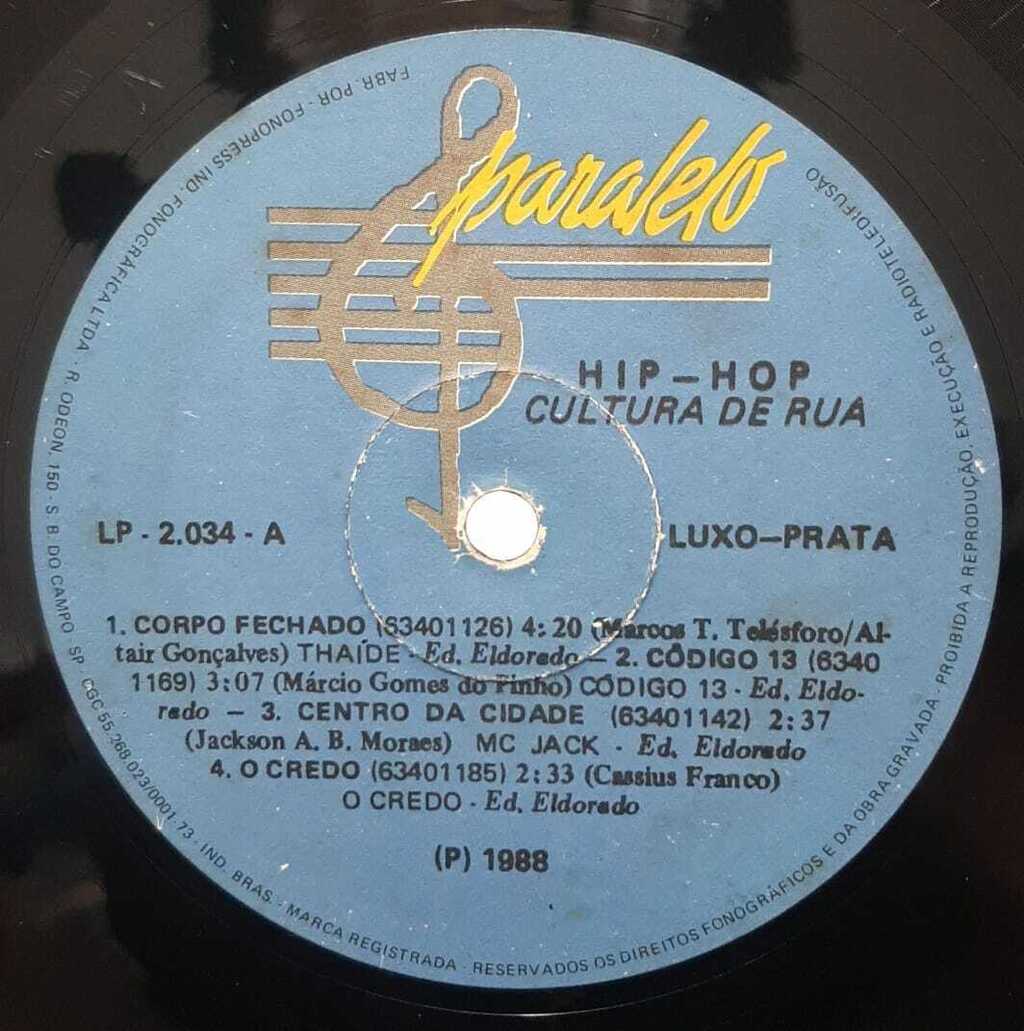 paralelo
HIP-HOP
CULTURA DE RUA
LP - 2.034 - A
LUXO-PRATA
1. CORPO FECHADO (63401126) 4:20 (Marcos T. Telésforo/Al-
tair Gonçalves) THAÍDE - Ed. Eldorado - 2. CÓDIGO 13 (6340
1169) 3:07 (Márcio Gomes do Pinho) CÓDIGO 13 - Ed. Eldo-
rado - 3. CENTRO DA CIDADE (63401142) 2:37
(Jackson A. B. Moraes) MC JACK - Ed. Eldorado
4. O CREDO (63401185) 2:33 (Cassius Franco)
O CREDO - Ed. Eldorado
(P) 1988
FABR. POR - FONOPRESS IND. FONOGRÁFICA LTDA. R. ODEON, 150 - S. B. DO CAMPO SP CGC 55.268.023/0001.73 - IND. BRAS. - MARCA REGISTRADA - RESERVADOS OS DIREITOS FONOGRÁFICOS E DA OBRA GRAVADA - PROIBIDA A REPRODUÇÃO, EXECUÇÃO E RADIOTELEDIFUSÃO